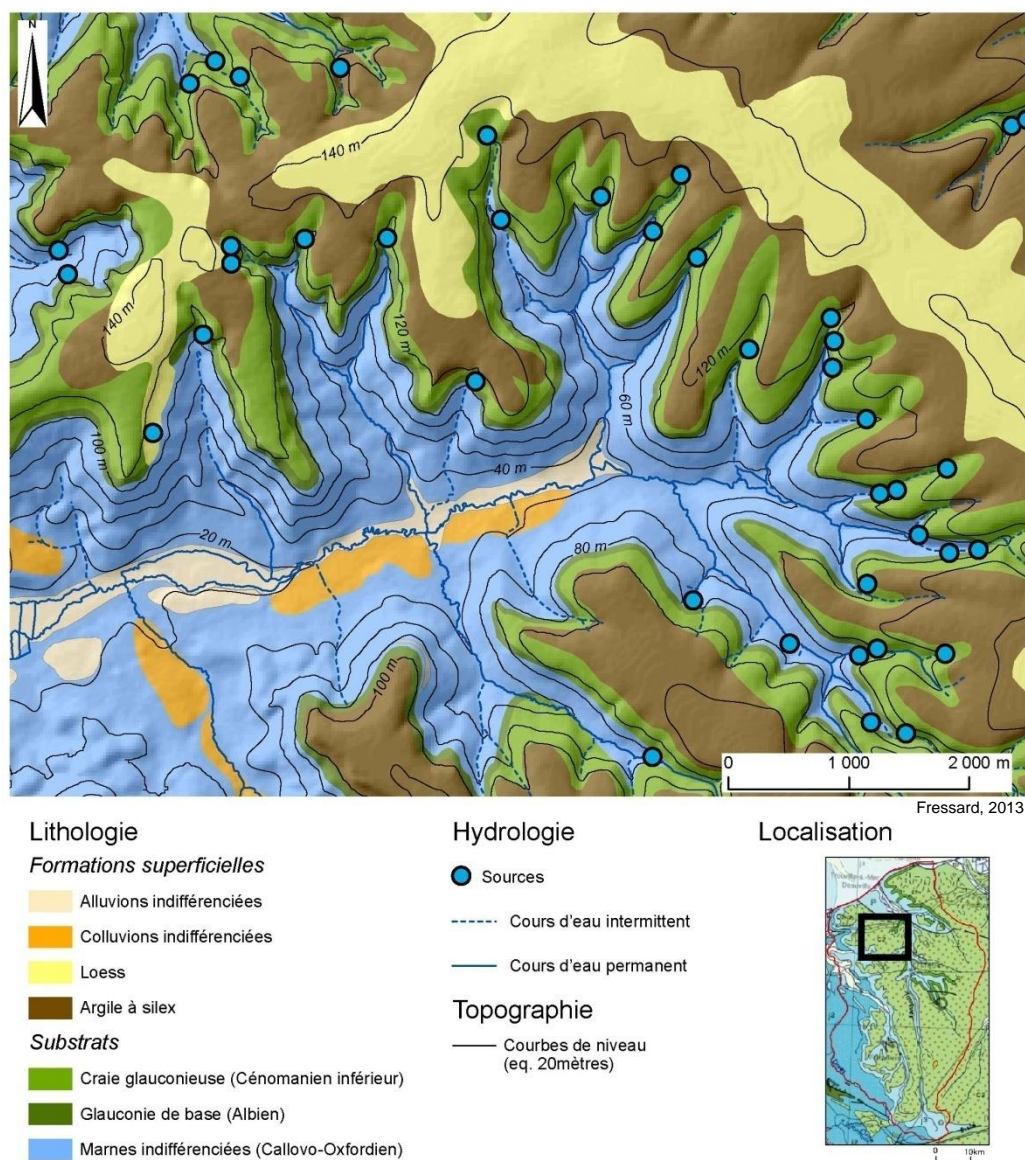 N
140 m
140 m
120 m
120 m
100 m
60 m
40 m
20 m
80 m
100 m
0 1 000 2 000 m
Fressard, 2013
Lithologie
Formations superficielles
Alluvions indifférenciées
Colluvions indifférenciées
Loess
Argile à silex
Substrats
Craie glauconieuse (Cénomanien inférieur)
Glauconie de base (Albien)
Marnes indifférenciées (Callovo-Oxfordien)
Hydrologie
Sources
Cours d'eau intermittent
Cours d'eau permanent
Topographie
Courbes de niveau
(eq. 20mètres)
Localisation
0 10km